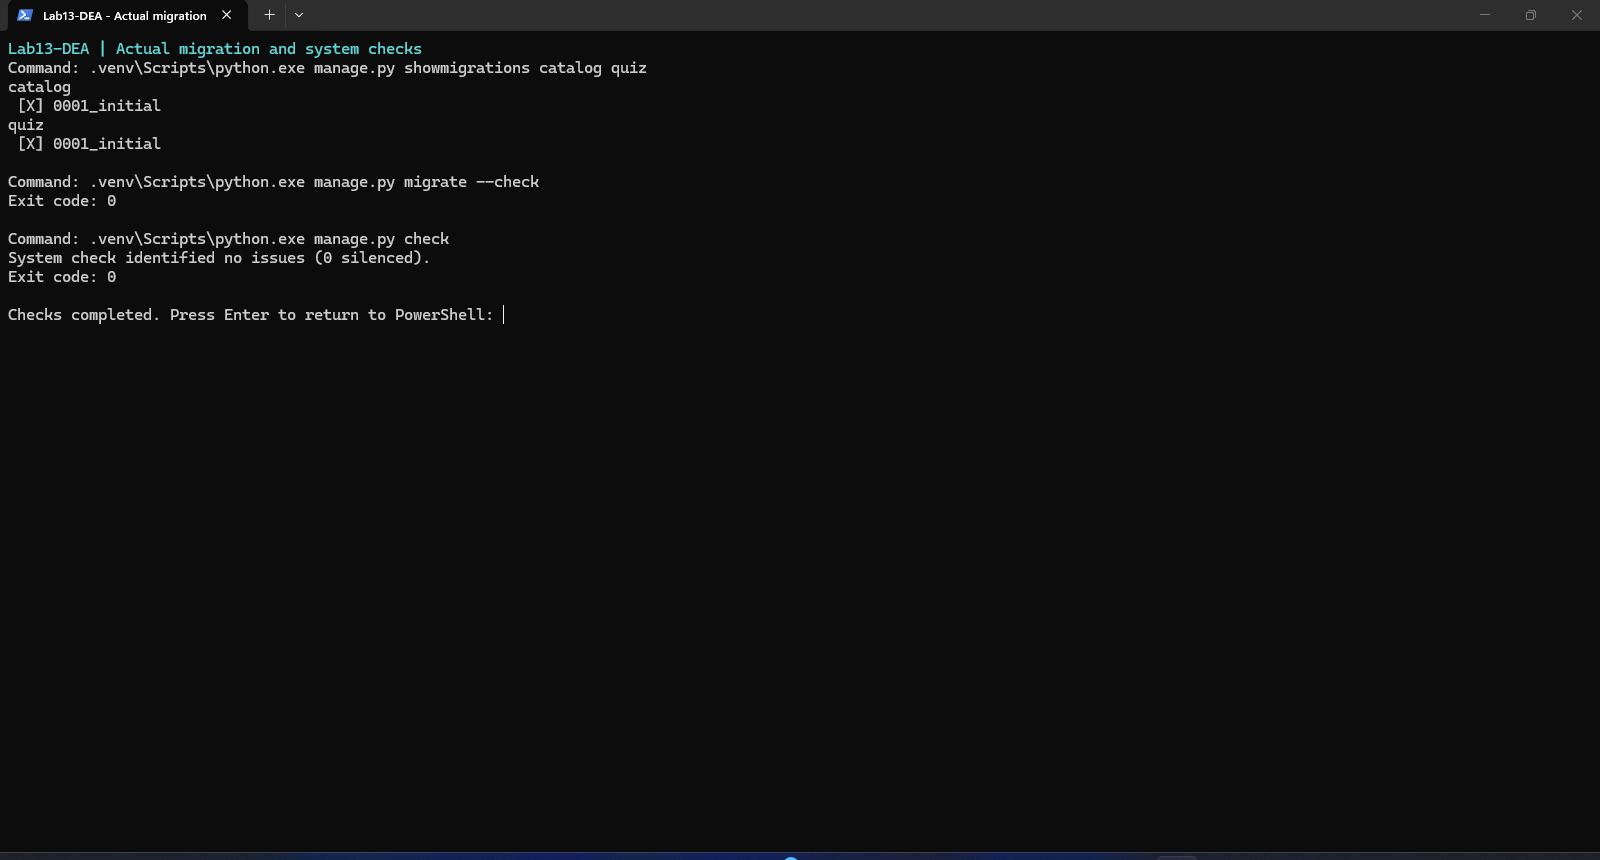 Lab13-DEA - Actual migration
Lab13-DEA | Actual migration and system checks
Command: .venv\Scripts\python.exe manage.py showmigrations catalog quiz
catalog
 [X] 0001_initial
quiz
 [X] 0001_initial
Command: .venv\Scripts\python.exe manage.py migrate --check
Exit code: 0
Command: .venv\Scripts\python.exe manage.py check
System check identified no issues (0 silenced).
Exit code: 0
Checks completed. Press Enter to return to PowerShell: